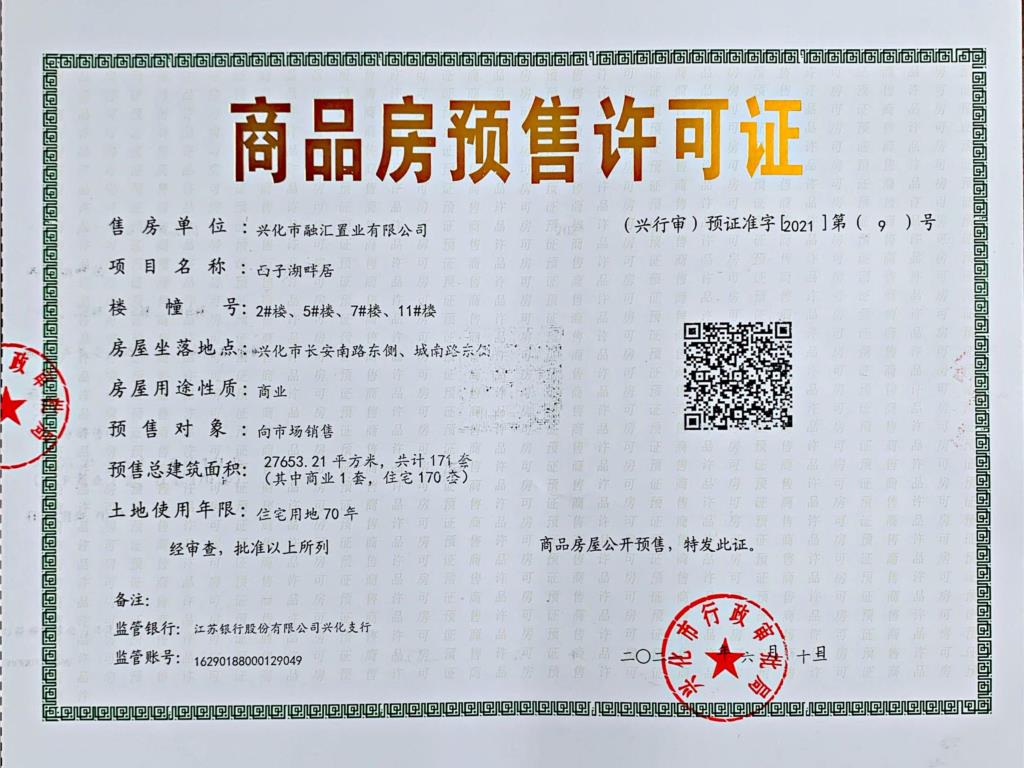 商品房预售许可证
售房单位：兴化市融汇置业有限公司
（兴行审）预证准字[2021]第（9）号
项目名称：子湖畔居
楼幢号：2#楼、5#楼、7#楼、11#楼
房屋坐落地点：兴化市长安南路东侧、城南路东侧
房屋用途性质：商业
预售对象：向市场销售
预售总建筑面积：27653.21平方米，共计171套
（其中商业1套，住宅170套）
土地使用年限：住宅用地70年
经审查，批准以上所列 商品房屋公开预售，特发此证。
备注：
监管银行：江苏银行股份有限公司兴化支行
监管账号：16290188000129049
兴化市行政审批局
二〇二 年六月 十日